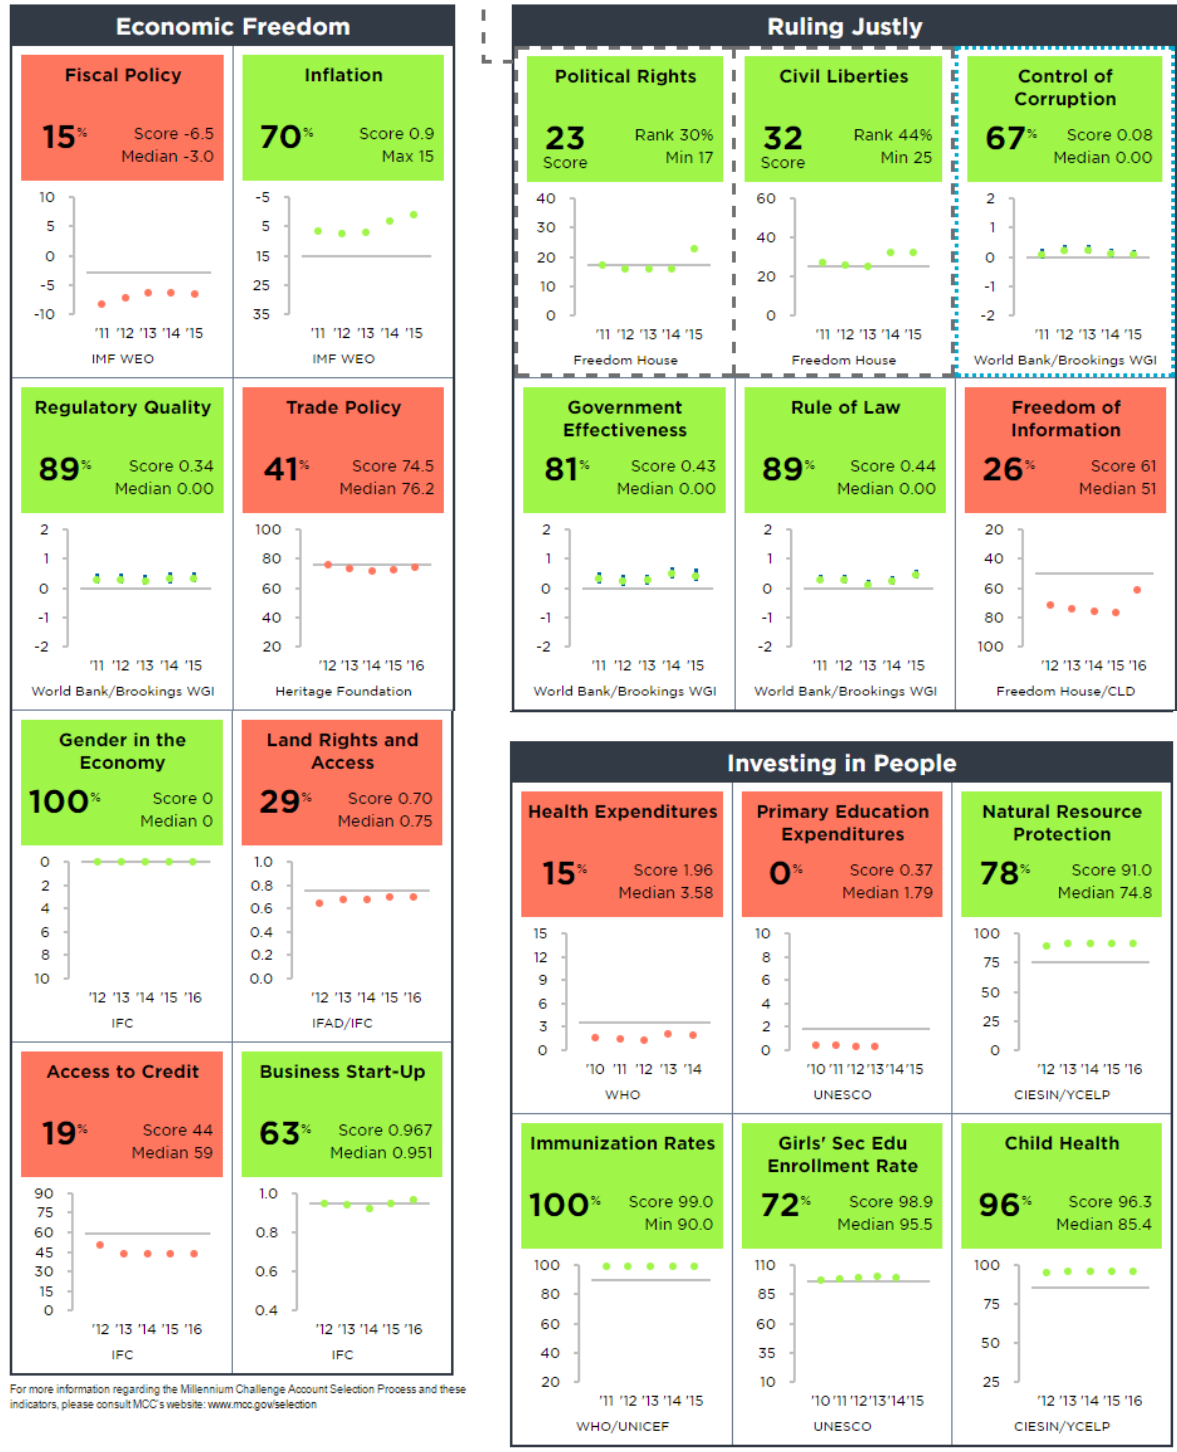 Economic Freedom
Fiscal Policy
15%
Score -6.5
Median -3.0
10
5
0
-5
-10
'11 '12 '13 '14 '15
IMF WEO
Inflation
70%
Score 0.9
Max 15
-5
5
15
25
35
'11 '12 '13 '14 '15
IMF WEO
Regulatory Quality
89%
Score 0.34
Median 0.00
2
1
0
-1
-2
'11 '12 '13 '14 '15
World Bank/Brookings WGI
Trade Policy
41%
Score 74.5
Median 76.2
100
80
60
40
20
'12 '13 '14 '15 '16
Heritage Foundation
Gender in the
Economy
100%
Score 0
Median 0
0
2
4
6
8
10
'12 '13 '14 '15 '16
IFC
Land Rights and
Access
29%
Score 0.70
Median 0.75
1.0
0.8
0.6
0.4
0.2
0.0
'12 '13 '14 '15 '16
IFAD/IFC
Access to Credit
19%
Score 44
Median 59
90
75
60
45
30
15
0
'12 '13 '14 '15 '16
IFC
Business Start-Up
63%
Score 0.967
Median 0.951
1.0
0.8
0.6
0.4
'12 '13 '14 '15 '16
IFC
For more information regarding the Millennium Challenge Account Selection Process and these
indicators, please consult MCC's website: www.mcc.gov/selection
Ruling Justly
Political Rights
23
Score
Rank 30%
Min 17
40
30
20
10
0
'11 '12 '13 '14 '15
Freedom House
Civil Liberties
32
Score
Rank 44%
Min 25
60
40
20
0
'11 '12 '13 '14 '15
Freedom House
Control of
Corruption
67%
Score 0.08
Median 0.00
2
1
0
-1
-2
'11 '12 '13 '14 '15
World Bank/Brookings WGI
Government
Effectiveness
81%
Score 0.43
Median 0.00
2
1
0
-1
-2
'11 '12 '13 '14 '15
World Bank/Brookings WGI
Rule of Law
89%
Score 0.44
Median 0.00
2
1
0
-1
-2
'11 '12 '13 '14 '15
World Bank/Brookings WGI
Freedom of
Information
26%
Score 61
Median 51
20
40
60
80
100
'12 '13 '14 '15 '16
Freedom House/CLD
Investing in People
Health Expenditures
15%
Score 1.96
Median 3.58
15
12
9
6
3
0
'10 '11 '12 '13 '14
WHO
Primary Education
Expenditures
0%
Score 0.37
Median 1.79
10
8
6
4
2
0
'10 '11 '12 '13 '14 '15
UNESCO
Natural Resource
Protection
78%
Score 91.0
Median 74.8
100
75
50
25
0
'12 '13 '14 '15 '16
CIESIN/YCELP
Immunization Rates
100%
Score 99.0
Min 90.0
100
80
60
40
20
'11 '12 '13 '14 '15
WHO/UNICEF
Girls' Sec Edu
Enrollment Rate
72%
Score 98.9
Median 95.5
110
85
60
35
10
'10 '11 '12 '13 '14 '15
UNESCO
Child Health
96%
Score 96.3
Median 85.4
100
75
50
25
'12 '13 '14 '15 '16
CIESIN/YCELP